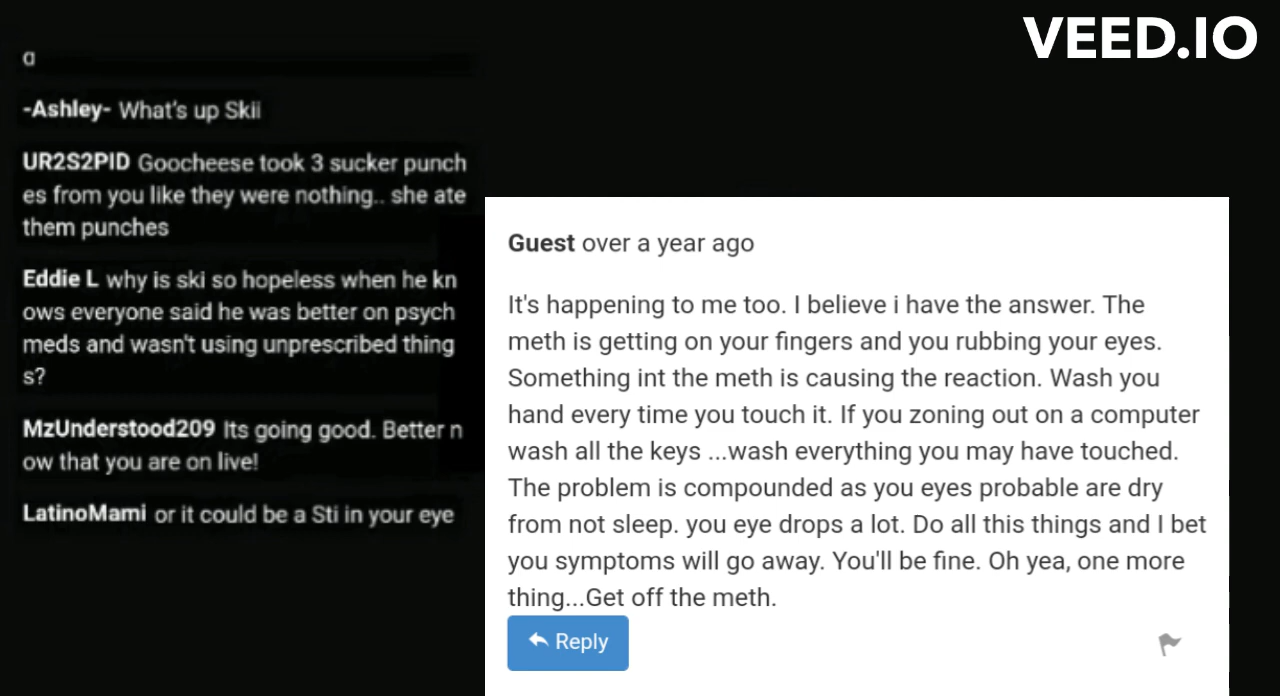 VEED.IO
a
-Ashley- What's up Skii
UR2S2PID Goocheese took 3 sucker punch
es from you like they were nothing.. she ate
them punches
Eddie L why is ski so hopeless when he kn
ows everyone said he was better on psych
meds and wasn't using unprescribed thing
s?
MzUnderstood209 Its going good. Better n
ow that you are on live!
LatinoMami or it could be a Sti in your eye
Guest over a year ago
It's happening to me too. I believe i have the answer. The
meth is getting on your fingers and you rubbing your eyes.
Something int the meth is causing the reaction. Wash you
hand every time you touch it. If you zoning out on a computer
wash all the keys ...wash everything you may have touched.
The problem is compounded as you eyes probable are dry
from not sleep. you eye drops a lot. Do all this things and I bet
you symptoms will go away. You'll be fine. Oh yea, one more
thing...Get off the meth.
Reply